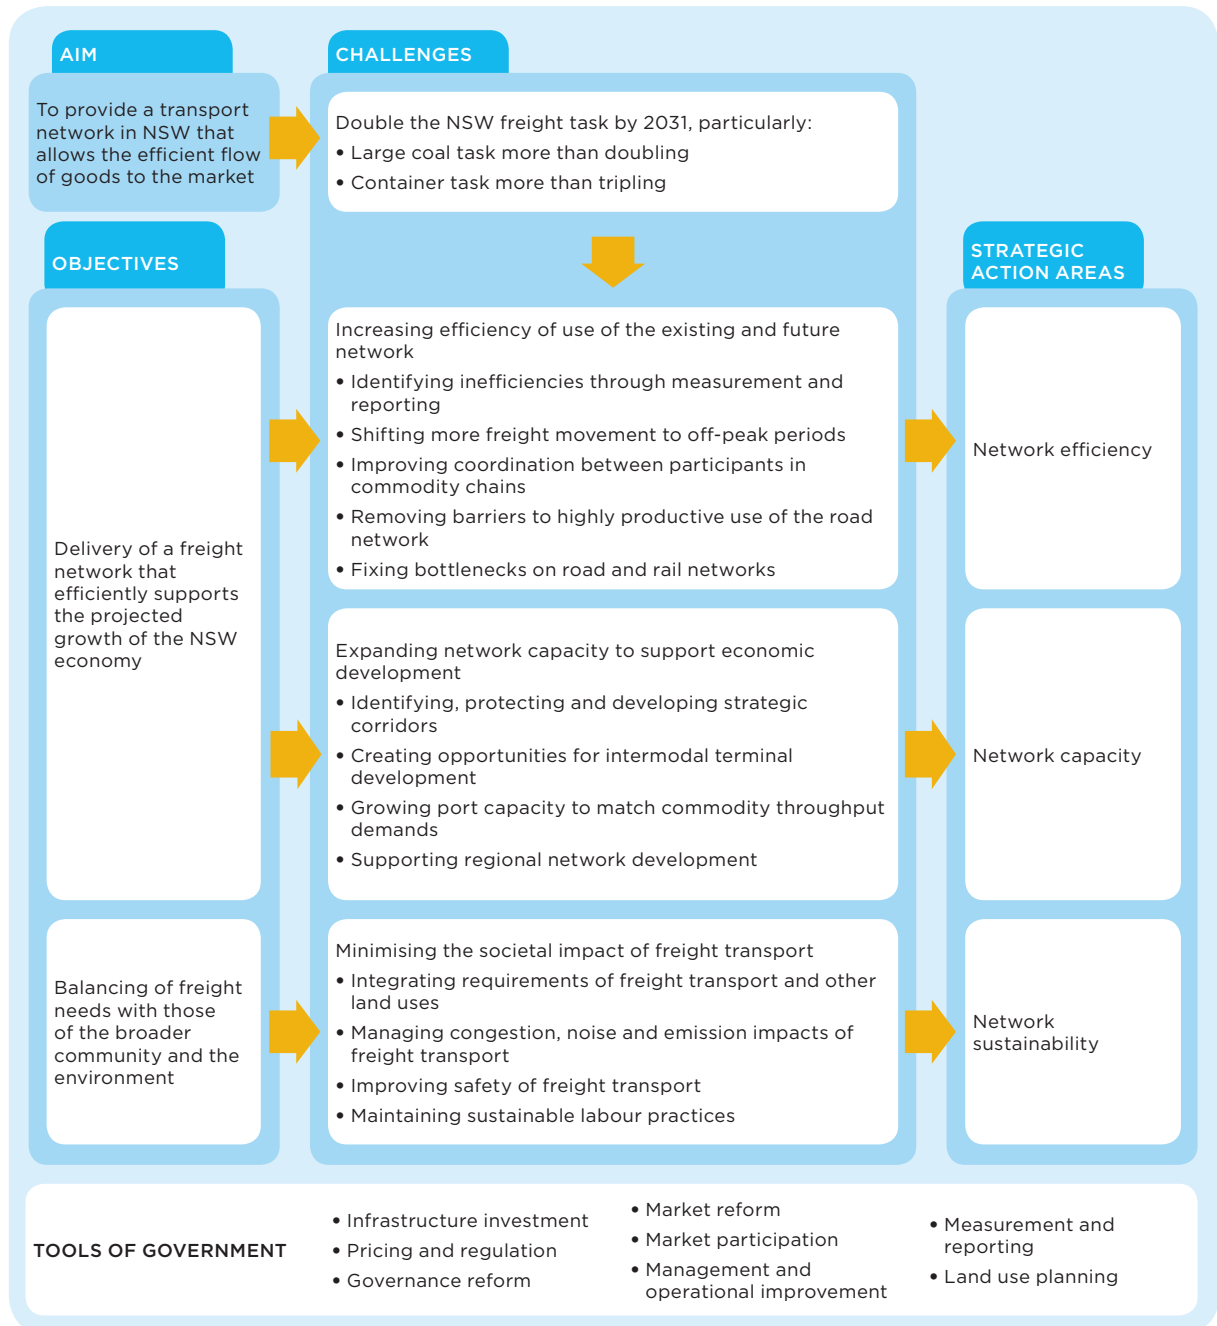 AIM
To provide a transport
network in NSW that
allows the efficient flow
of goods to the market
CHALLENGES
Double the NSW freight task by 2031, particularly:
• Large coal task more than doubling
• Container task more than tripling
OBJECTIVES
Delivery of a freight
network that
efficiently supports
the projected
growth of the NSW
economy
Balancing of freight
needs with those
of the broader
community and the
environment
Increasing efficiency of use of the existing and future
network
• Identifying inefficiencies through measurement and
reporting
• Shifting more freight movement to off-peak periods
• Improving coordination between participants in
commodity chains
• Removing barriers to highly productive use of the road
network
• Fixing bottlenecks on road and rail networks
Expanding network capacity to support economic
development
• Identifying, protecting and developing strategic
corridors
• Creating opportunities for intermodal terminal
development
• Growing port capacity to match commodity throughput
demands
• Supporting regional network development
Minimising the societal impact of freight transport
• Integrating requirements of freight transport and other
land uses
• Managing congestion, noise and emission impacts of
freight transport
• Improving safety of freight transport
• Maintaining sustainable labour practices
STRATEGIC
ACTION AREAS
Network efficiency
Network capacity
Network
sustainability
TOOLS OF GOVERNMENT
• Infrastructure investment
• Pricing and regulation
• Governance reform
• Market reform
• Market participation
• Management and
operational improvement
• Measurement and
reporting
• Land use planning